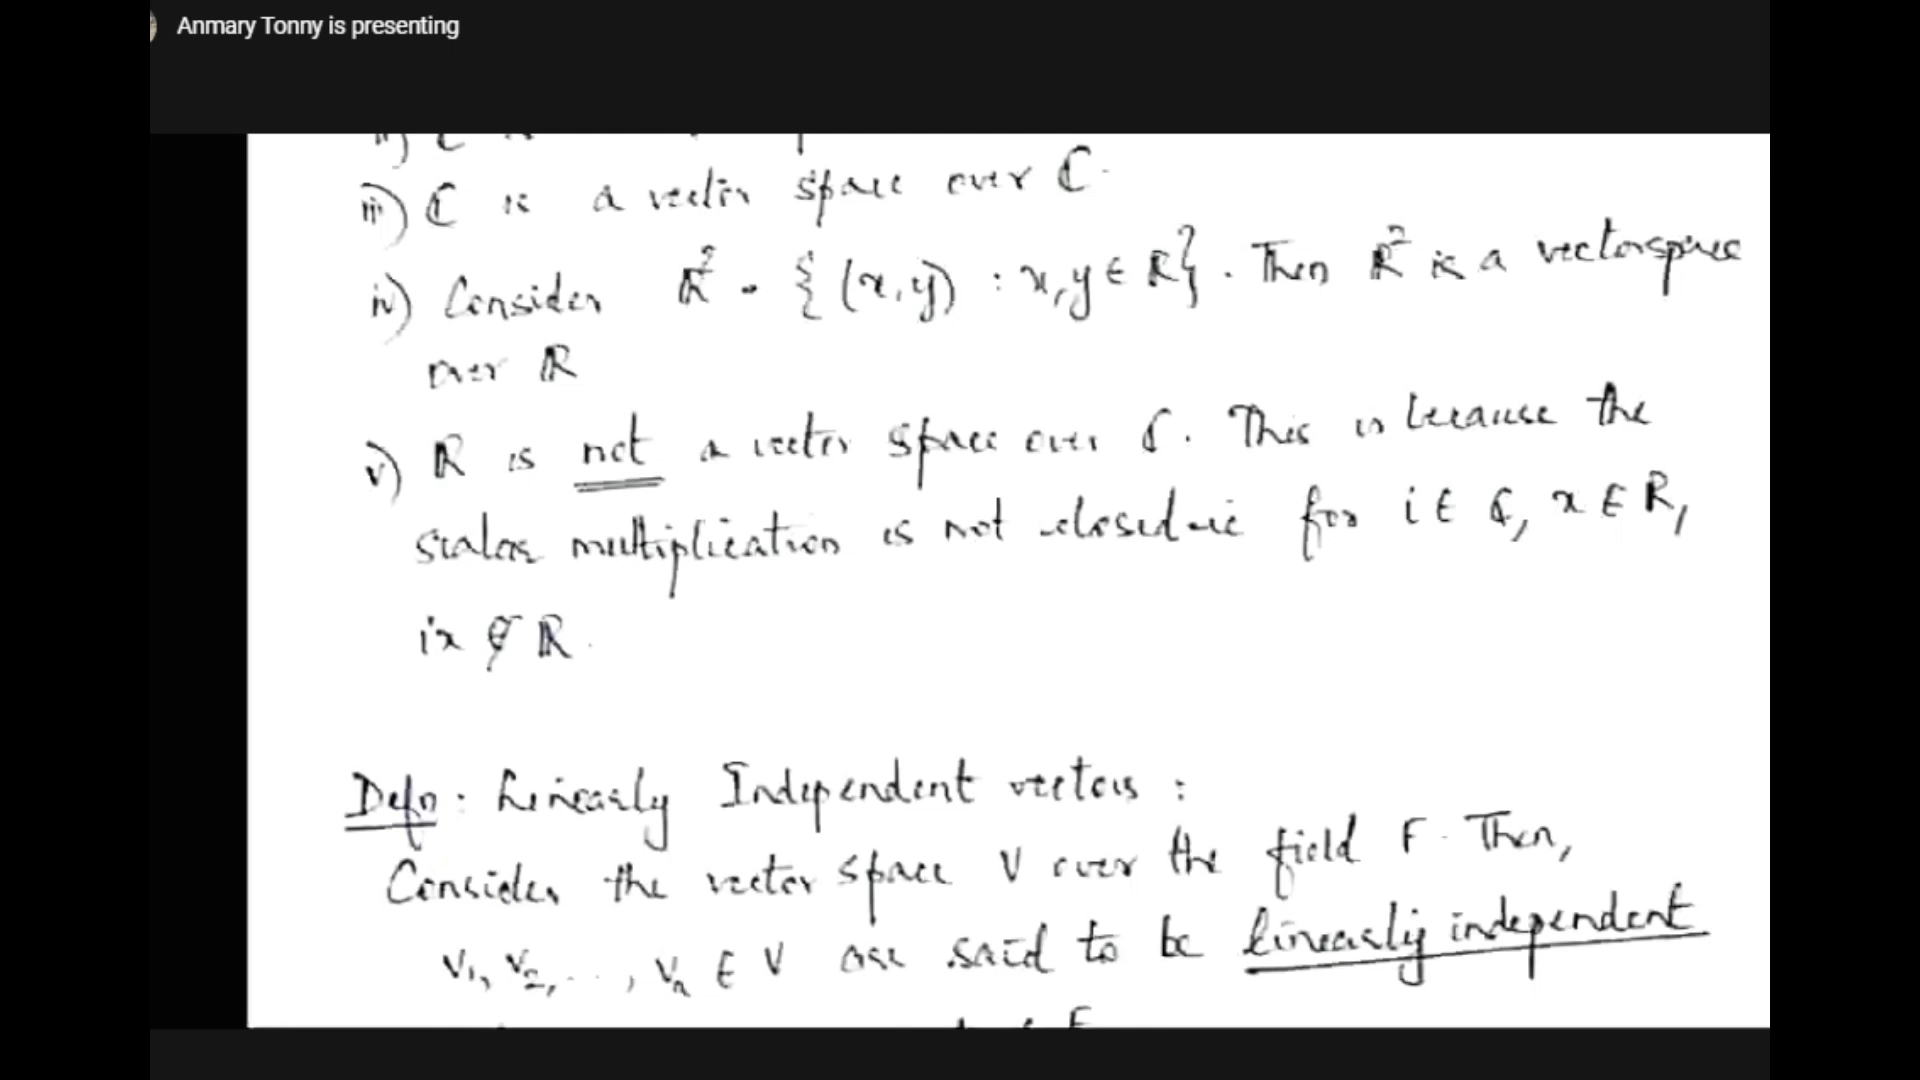 Anmary Tonny is presenting
iii) ℂ is a vector space over ℂ.
iv) Consider ℝ² = {(x,y) : x,y ∈ ℝ}. Then ℝ² is a vectorspace
over ℝ
v) ℝ is not a vector space over ℂ. This is because the
scalar multiplication is not closed ie for i ∈ ℂ, x ∈ ℝ,
ix ∉ ℝ.
Defn: Linearly Independent vectors :
Consider the vector space V over the field F. Then,
v₁, v₂, ..., vₙ ∈ V are said to be linearly independent